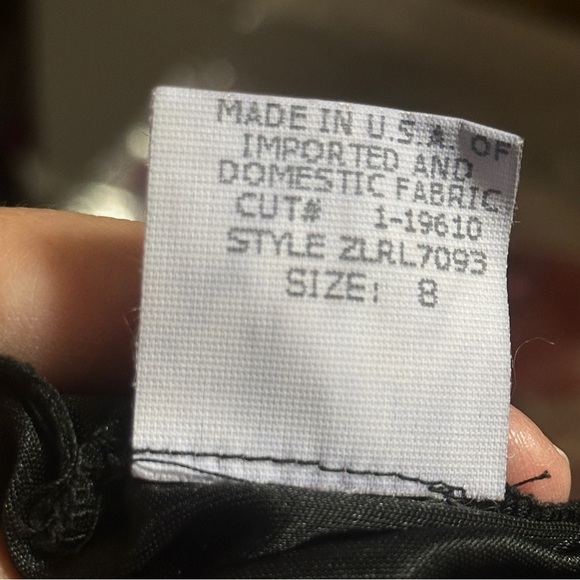 MADE IN U.S.A. OF
IMPORTED AND
DOMESTIC FABRIC
CUT# 1-19610
STYLE ZLRL7093
SIZE: 8